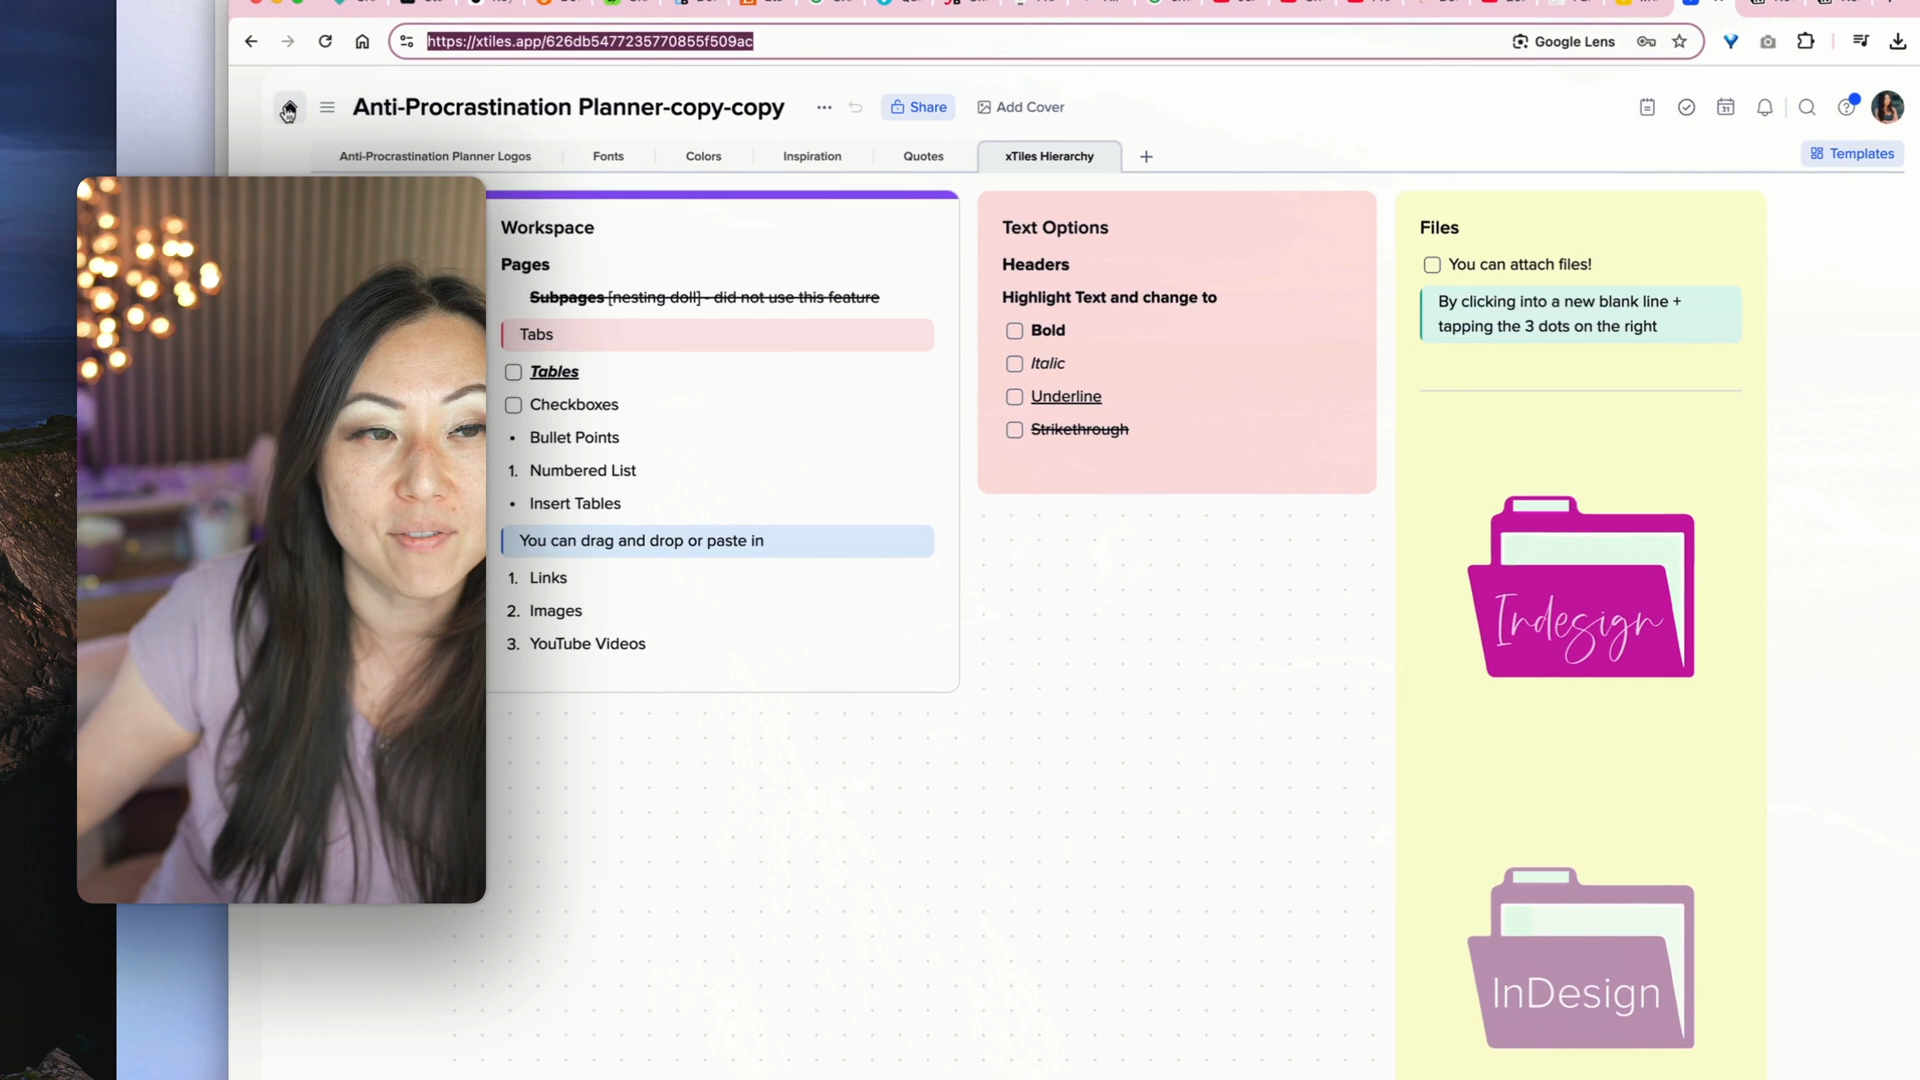 https://xtiles.app/626db5477235770855f509ac
Google Lens
Anti-Procrastination Planner-copy-copy
Share
Add Cover
31
Anti-Procrastination Planner Logos
Fonts
Colors
Inspiration
Quotes
xTiles Hierarchy
Templates
Workspace
Pages
Subpages [nesting doll] - did not use this feature
Tabs
Tables
Checkboxes
• Bullet Points
1. Numbered List
• Insert Tables
You can drag and drop or paste in
1. Links
2. Images
3. YouTube Videos
Text Options
Headers
Highlight Text and change to
Bold
Italic
Underline
Strikethrough
Files
You can attach files!
By clicking into a new blank line +
tapping the 3 dots on the right
Indesign
InDesign